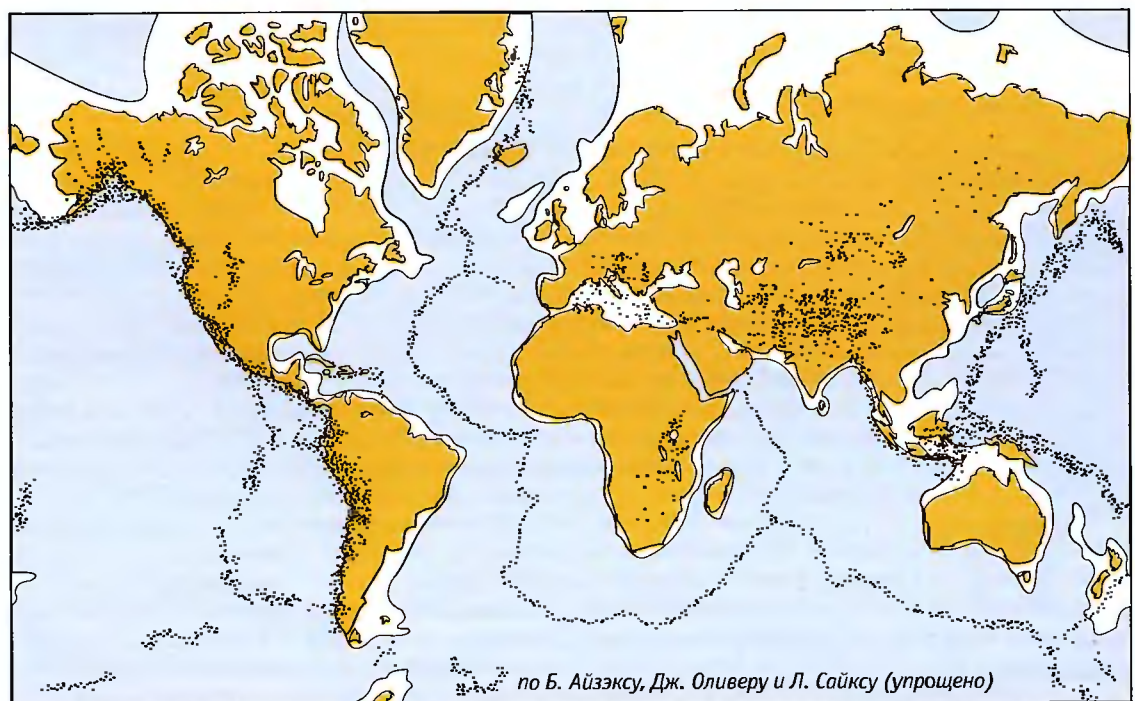 по Б. Айзэксу, Дж. Оливеру и Л. Сайксу (упрощено)